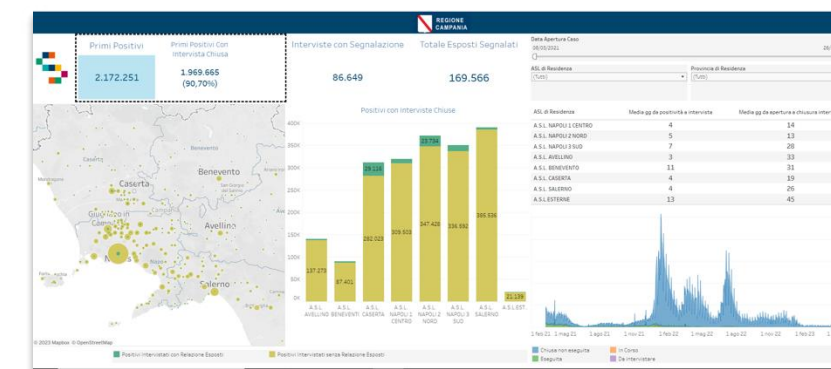 REGIONE
CAMPANIA
Primi Positivi
2.172.251
Primi Positivi Con
Intervista Chiusa
1.969.665
(90,70%)
Interviste con Segnalazione
86.649
Totale Esposti Segnalati
169.566
Data Apertura Caso
ASL di Residenza
(Tutti)
Provincia di Residenza
(Tutti)
Caserta
Benevento
Benevento
Caserta
Avellino
Salerno
© 2023 Mapbox © OpenStreetMap
Positivi con Interviste Chiuse
400K
350K
300K
250K
200K
150K
100K
50K
0K
137.273
87.401
29.116
282.023
309.503
23.734
347.428
336.592
385.536
21.139
A.S.L. AVELLINO
A.S.L. BENEVENTO
A.S.L. CASERTA
A.S.L. NAPOLI 1 CENTRO
A.S.L. NAPOLI 2 NORD
A.S.L. NAPOLI 3 SUD
A.S.L. SALERNO
A.S.L EST.
Positivi Intervistati con Relazione Esposti
Positivi Intervistati senza Relazione Esposti
ASL di Residenza Media gg da positività a intervista Media gg da apertura a chiusura inter
A.S.L. NAPOLI 1 CENTRO 4 14
A.S.L. NAPOLI 2 NORD 5 13
A.S.L. NAPOLI 3 SUD 7 28
A.S.L. AVELLINO 3 33
A.S.L. BENEVENTO 11 31
A.S.L. CASERTA 4 19
A.S.L. SALERNO 4 26
A.S.L ESTERNE 13 45
1 feb 21 1 mag 21 1 ago 21 1 nov 21 1 feb 22 1 mag 22 1 ago 22 1 nov 22 1 feb 23
Chiusa non eseguita
Eseguita
In Corso
Da intervistare